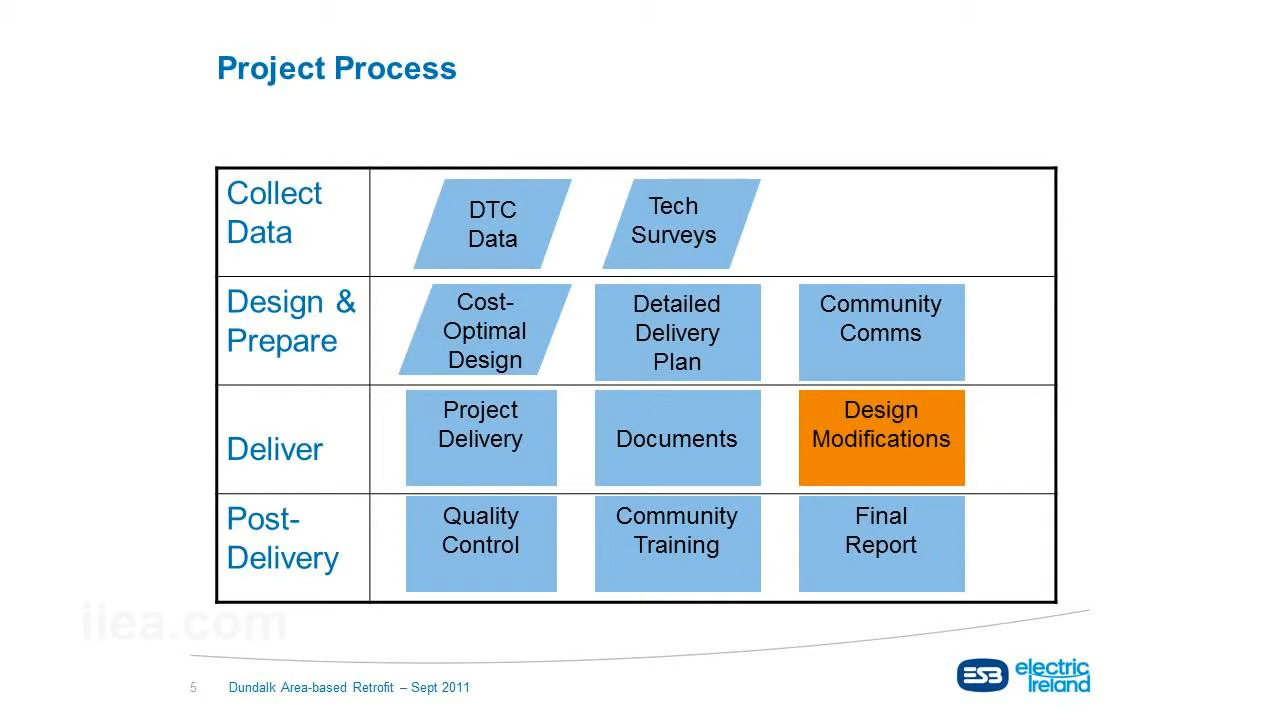 Project Process
Collect
Data
DTC
Data
Tech
Surveys
Design &
Prepare
Cost-
Optimal
Design
Detailed
Delivery
Plan
Community
Comms
Deliver
Project
Delivery
Documents
Design
Modifications
Post-
Delivery
Quality
Control
Community
Training
Final
Report
iiea.com
5
Dundalk Area-based Retrofit – Sept 2011
ESB
electric
Ireland